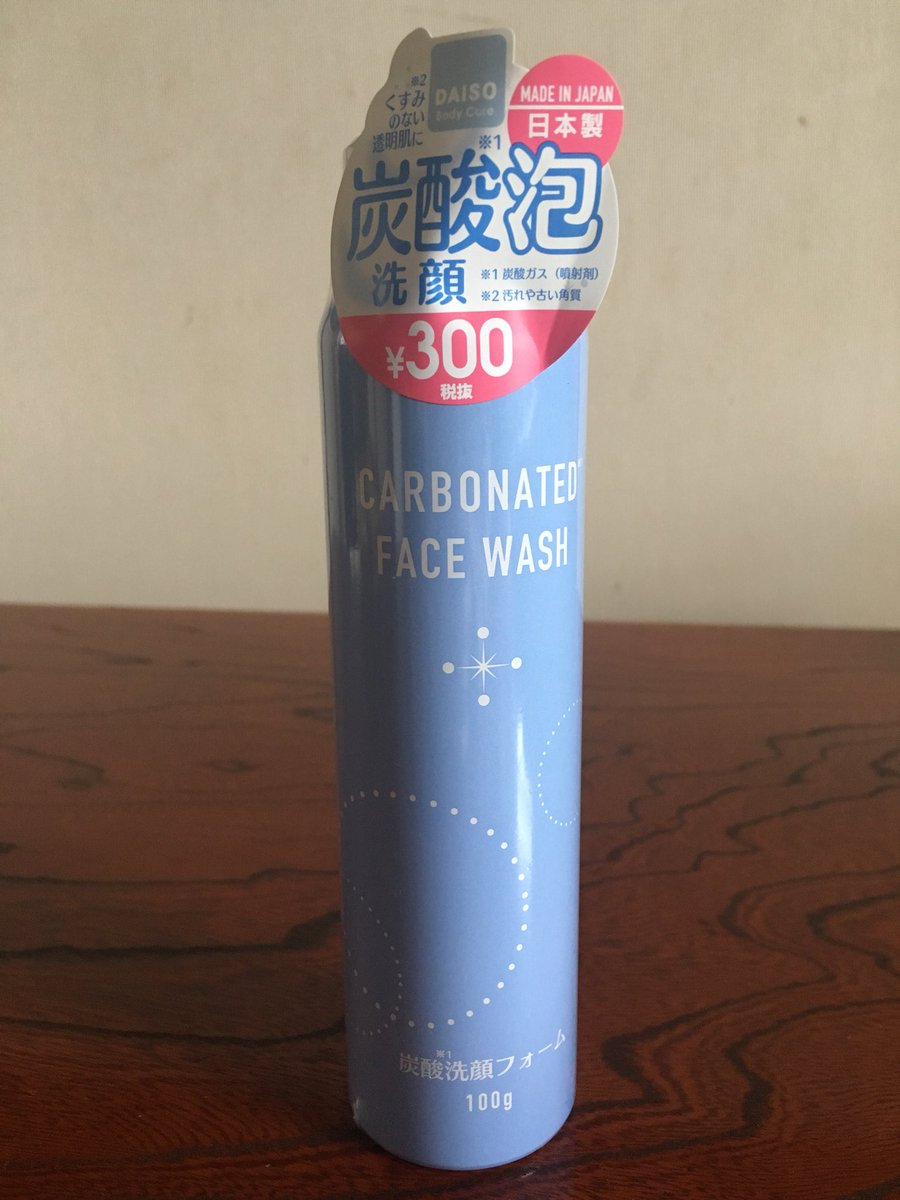 ※2
くすみ
のない
透明肌に
DAISO
Body Care
MADE IN JAPAN
日本製
※1
炭酸泡
洗顔
※1 炭酸ガス（噴射剤）
※2 汚れや古い角質
¥300
税抜
CARBONATED※1
FACE WASH
※1
炭酸洗顔フォーム
100g